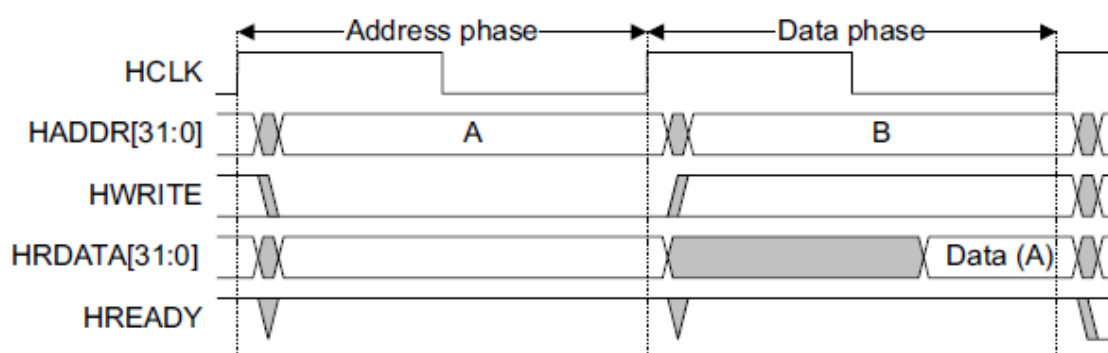 Address phase Data phase
HCLK
HADDR[31:0] A B
HWRITE
HRDATA[31:0] Data (A)
HREADY